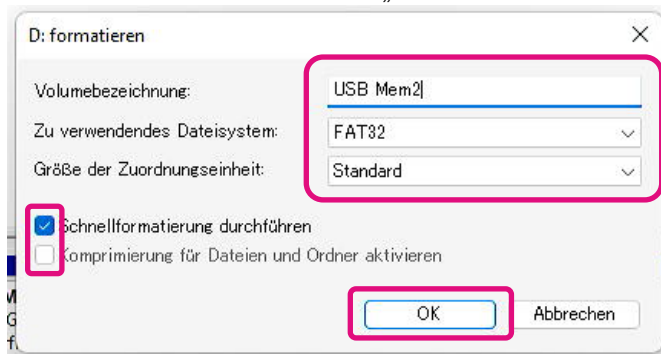 D: formatieren
Volumebezeichnung: USB Mem2
Zu verwendendes Dateisystem: FAT32
Größe der Zuordnungseinheit: Standard
Schnellformatierung durchführen
Komprimierung für Dateien und Ordner aktivieren
OK Abbrechen